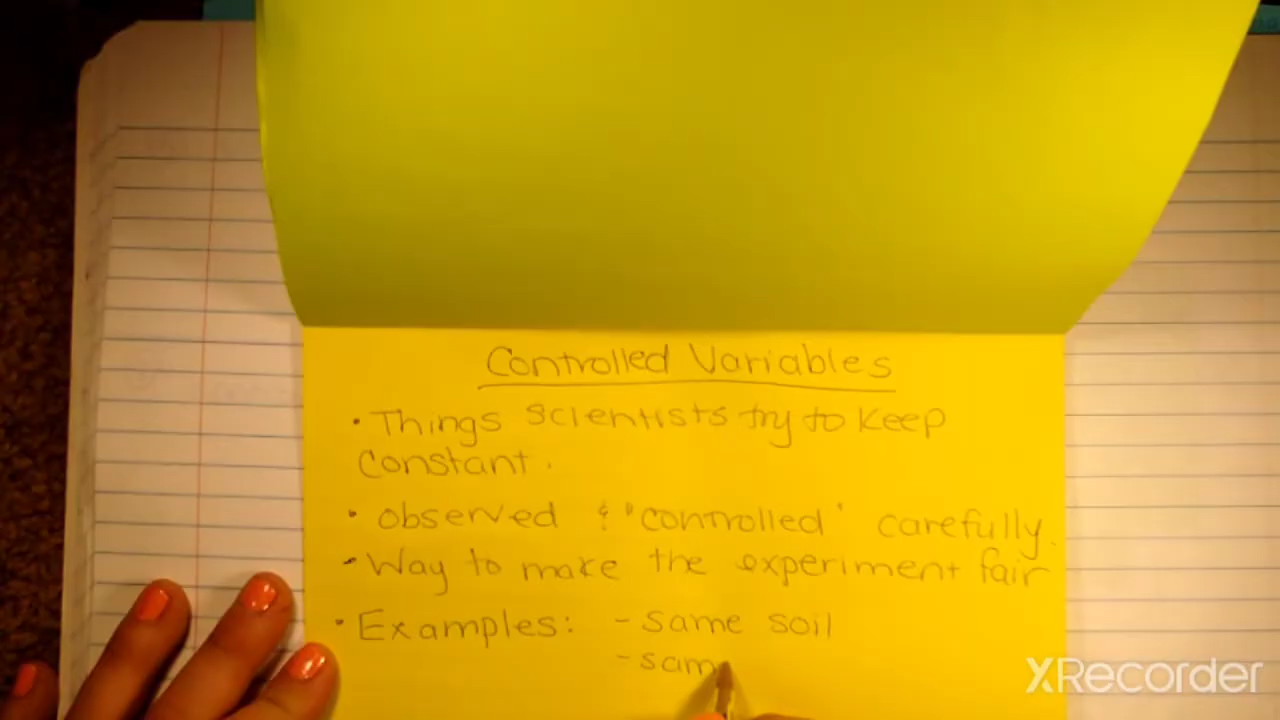 Controlled Variables
• Things scientists try to keep
constant.
• observed & "controlled" carefully.
• Way to make the experiment fair
• Examples: - same soil
- sam
XRecorder